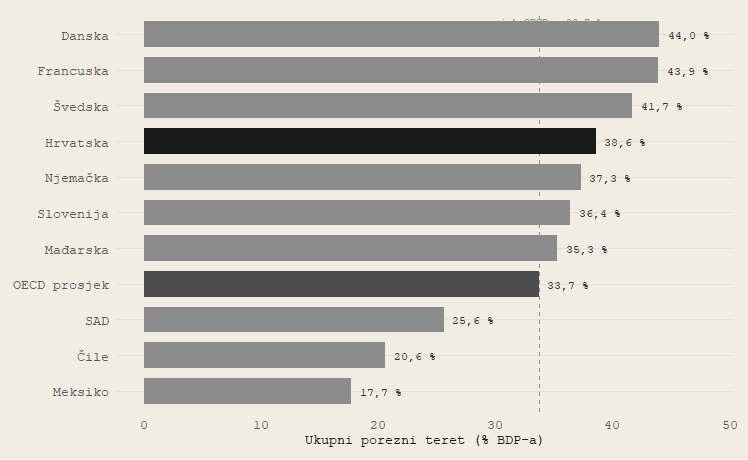 Danska 44,0 %
Francuska 43,9 %
Švedska 41,7 %
Hrvatska 38,6 %
Njemačka 37,3 %
Slovenija 36,4 %
Mađarska 35,3 %
OECD prosjek 33,7 %
SAD 25,6 %
Čile 20,6 %
Meksiko 17,7 %
0 10 20 30 40 50
Ukupni porezni teret (% BDP-a)